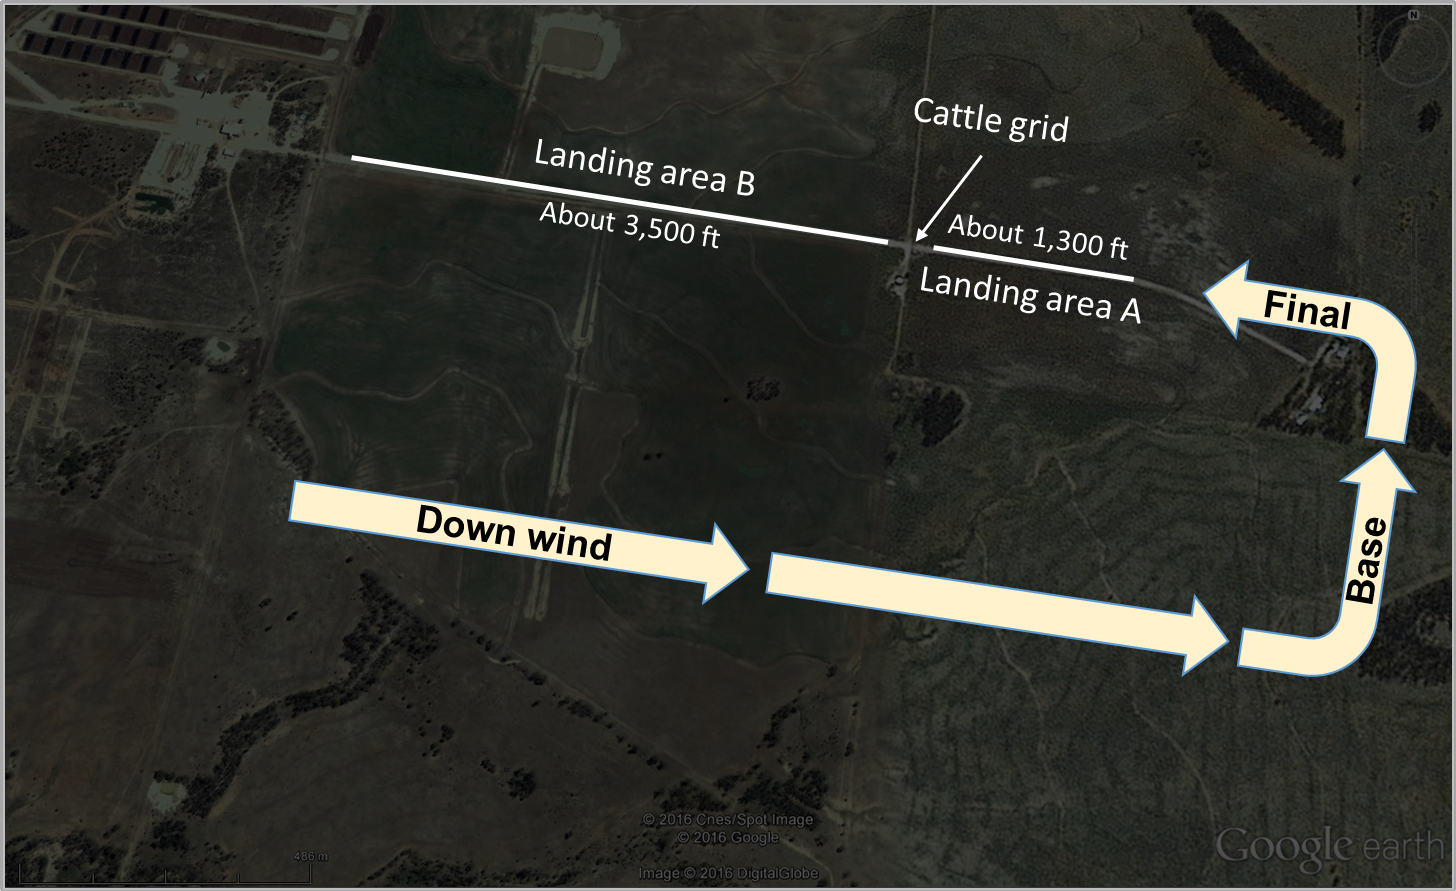 N
Cattle grid
Landing area B
About 3,500 ft
About 1,300 ft
Landing area A
Final
Down wind
Base
© 2016 Cnes/Spot Image
© 2016 Google
Image © 2016 DigitalGlobe
486 m
Google earth